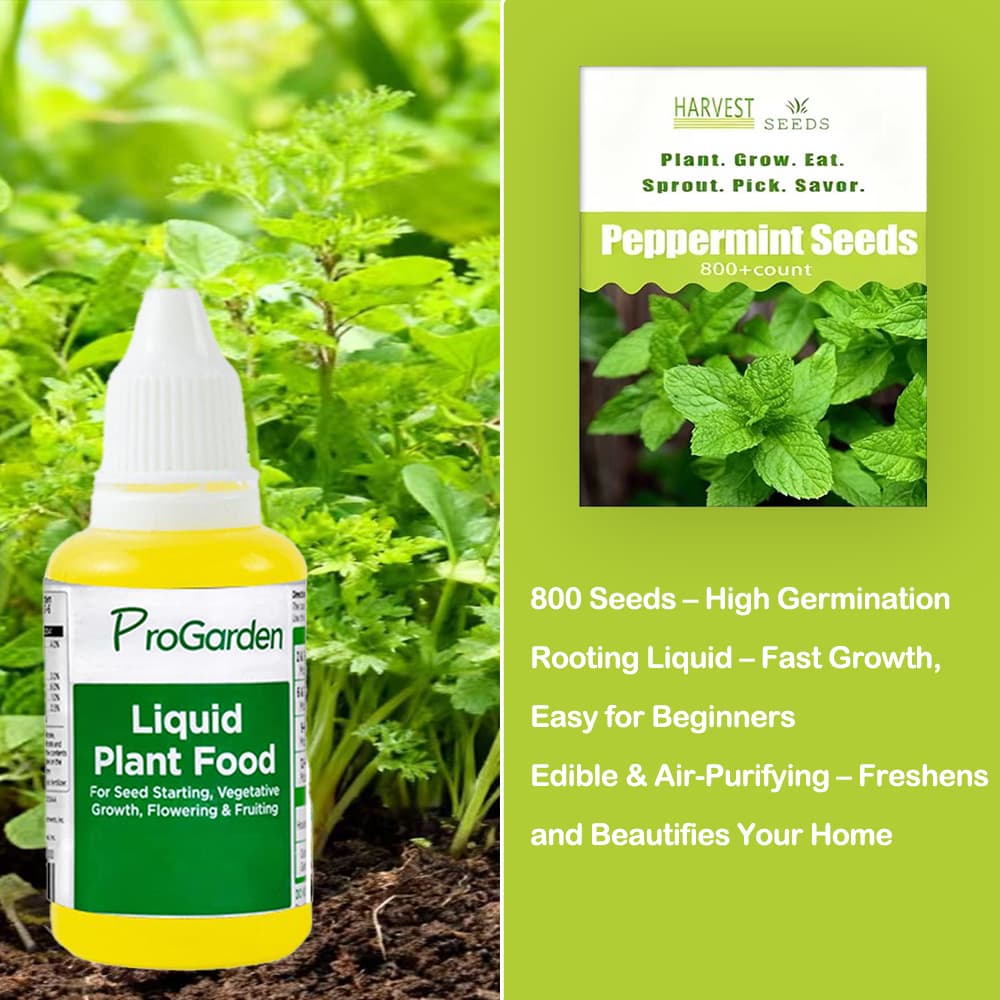 ProGarden
Liquid
Plant Food
For Seed Starting, Vegetative
Growth, Flowering & Fruiting
HARVEST SEEDS
Plant. Grow. Eat.
Sprout. Pick. Savor.
Peppermint Seeds
800+count
800 Seeds – High Germination
Rooting Liquid – Fast Growth,
Easy for Beginners
Edible & Air-Purifying – Freshens
and Beautifies Your Home